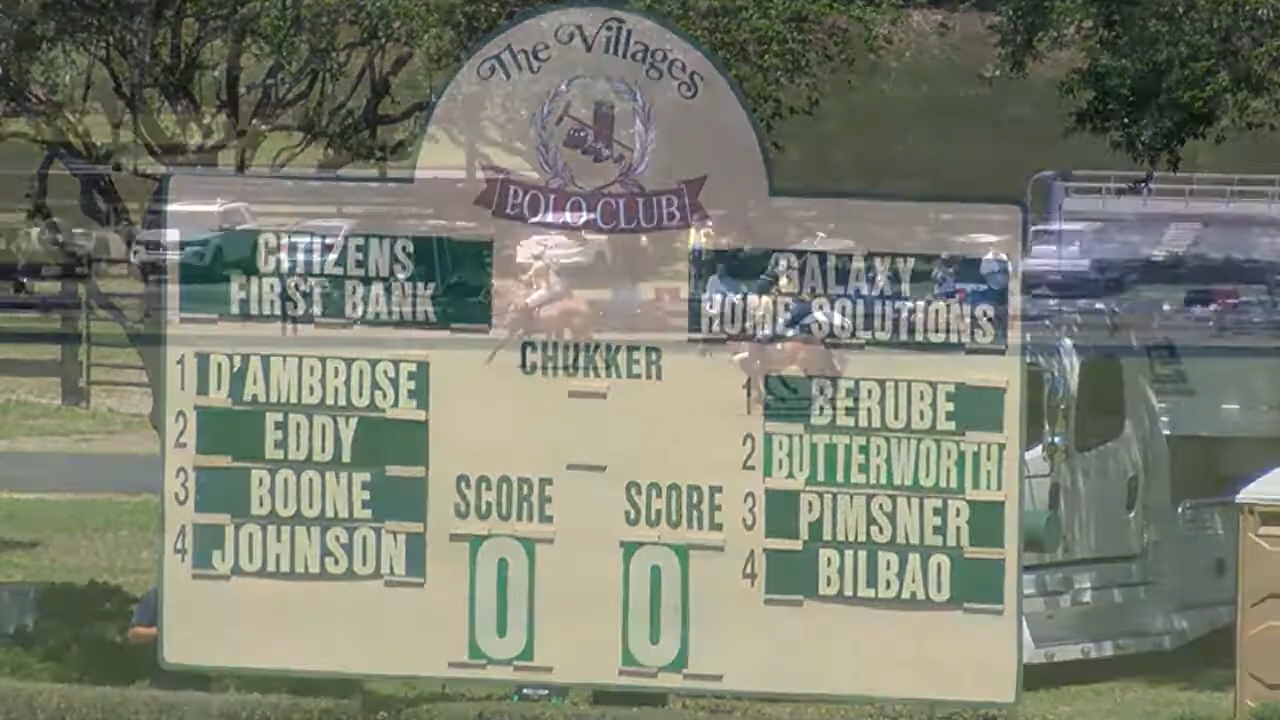 The Villages
POLO CLUB
CITIZENS
FIRST BANK
GALAXY
HOME SOLUTIONS
CHUKKER
1 D'AMBROSE
2 EDDY
3 BOONE
4 JOHNSON
1 BERUBE
2 BUTTERWORTH
3 PIMSNER
4 BILBAO
SCORE
0
SCORE
0